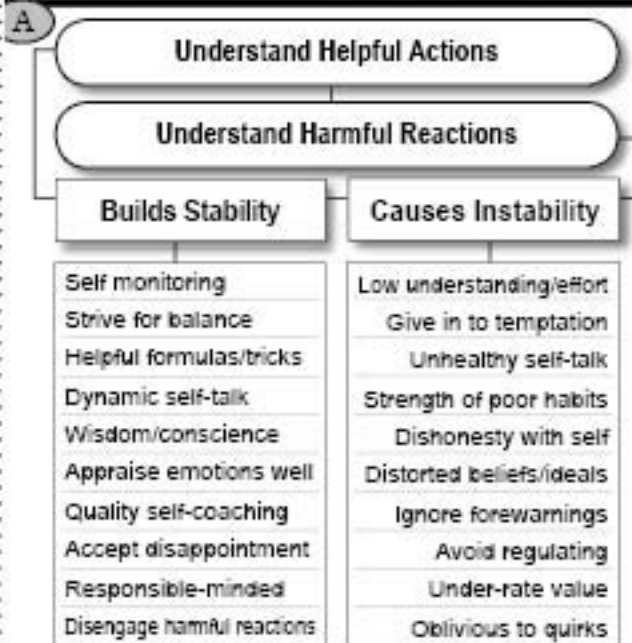 A
Understand Helpful Actions
Understand Harmful Reactions
Builds Stability
Self monitoring
Strive for balance
Helpful formulas/tricks
Dynamic self-talk
Wisdom/conscience
Appraise emotions well
Quality self-coaching
Accept disappointment
Responsible-minded
Disengage harmful reactions
Causes Instability
Low understanding/effort
Give in to temptation
Unhealthy self-talk
Strength of poor habits
Dishonesty with self
Distorted beliefs/ideals
Ignore forewarnings
Avoid regulating
Under-rate value
Oblivious to quirks